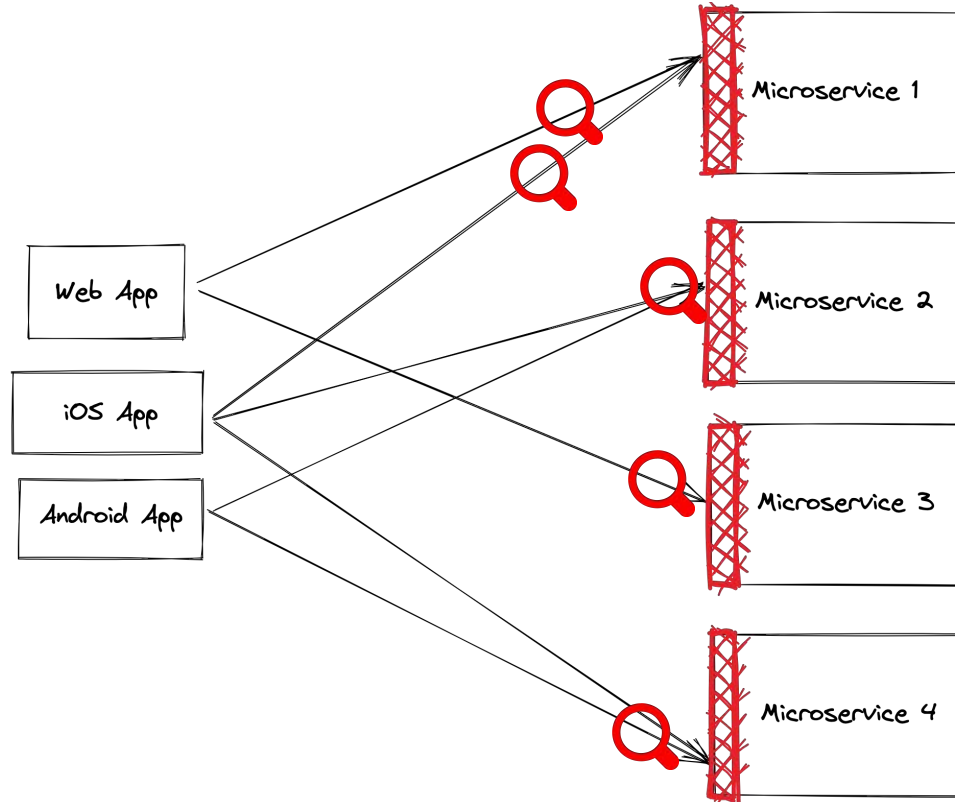 Web App
iOS App
Android App
Microservice 1
Microservice 2
Microservice 3
Microservice 4